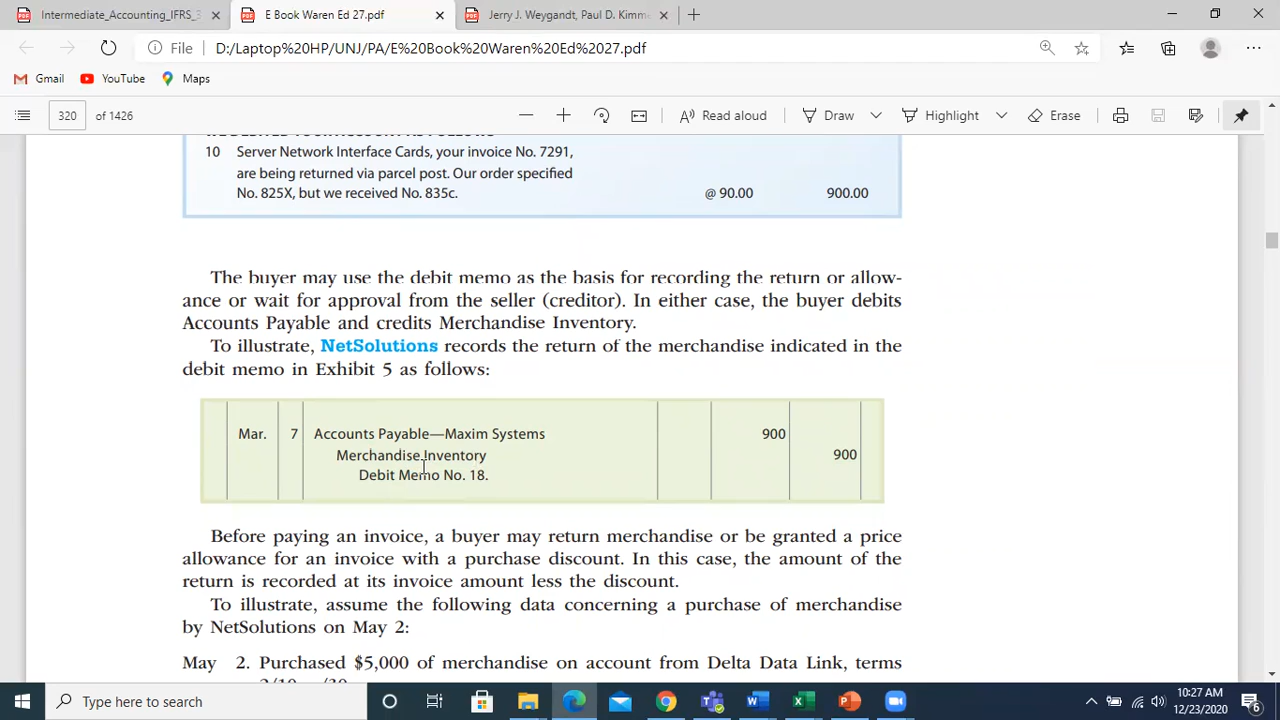 Intermediate_Accounting_IFRS_3
E Book Waren Ed 27.pdf
Jerry J. Weygandt, Paul D. Kimme
File
D:/Laptop%20HP/UNJ/PA/E%20Book%20Waren%20Ed%2027.pdf
Gmail
YouTube
Maps
320 of 1426
Read aloud
Draw
Highlight
Erase
10 Server Network Interface Cards, your invoice No. 7291,
are being returned via parcel post. Our order specified
No. 825X, but we received No. 835c. @ 90.00 900.00
The buyer may use the debit memo as the basis for recording the return or allow-
ance or wait for approval from the seller (creditor). In either case, the buyer debits
Accounts Payable and credits Merchandise Inventory.
To illustrate, NetSolutions records the return of the merchandise indicated in the
debit memo in Exhibit 5 as follows:
Mar. 7 Accounts Payable—Maxim Systems 900
Merchandise Inventory 900
Debit Memo No. 18.
Before paying an invoice, a buyer may return merchandise or be granted a price
allowance for an invoice with a purchase discount. In this case, the amount of the
return is recorded at its invoice amount less the discount.
To illustrate, assume the following data concerning a purchase of merchandise
by NetSolutions on May 2:
May 2. Purchased $5,000 of merchandise on account from Delta Data Link, terms
Type here to search
10:27 AM
12/23/2020
6